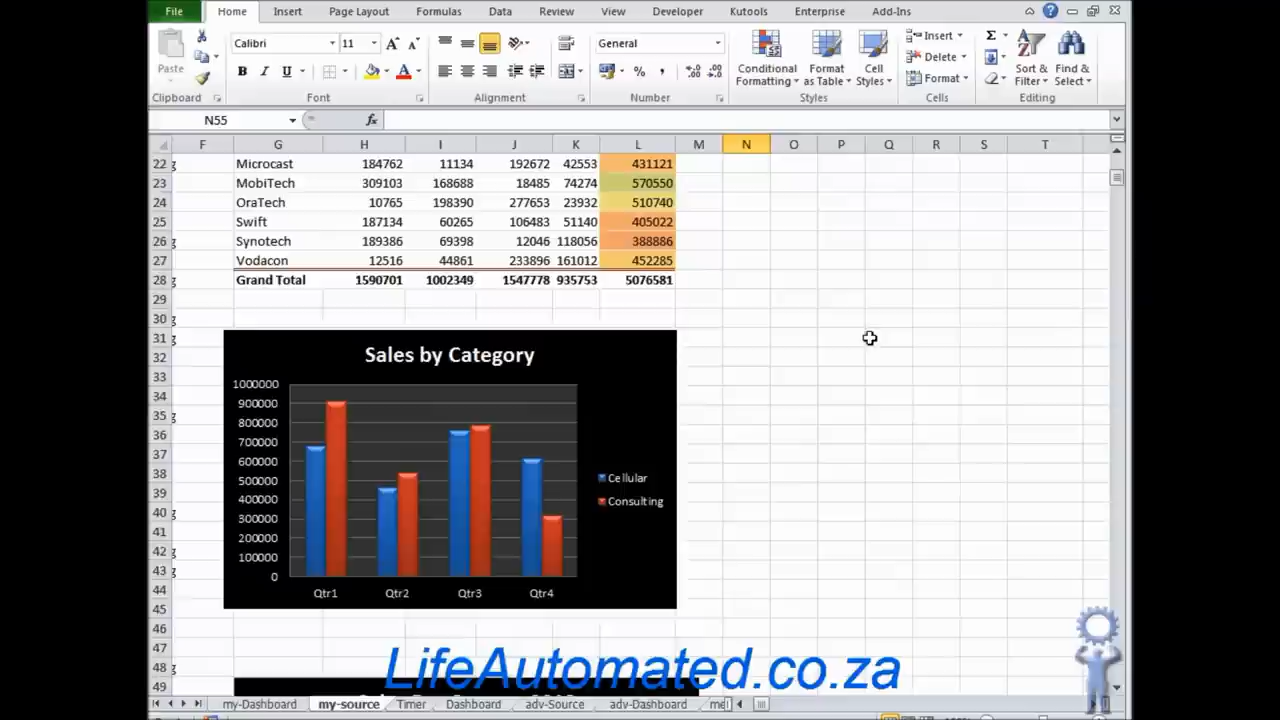 File Home Insert Page Layout Formulas Data Review View Developer Kutools Enterprise Add-Ins
Calibri 11 General Insert
Paste Conditional Format Cell Delete Sort & Find &
B I U A % , Formatting as Table Styles Format Filter Select
Clipboard Font Alignment Number Styles Cells Editing
N55 fx
F G H I J K L M N O P Q R S T
22 g Microcast 184762 11134 192672 42553 431121
23 MobiTech 309103 168688 18485 74274 570550
24 OraTech 10765 198390 277653 23932 510740
25 Swift 187134 60265 106483 51140 405022
26 g Synotech 189386 69398 12046 118056 388886
27 Vodacon 12516 44861 233896 161012 452285
28 g Grand Total 1590701 1002349 1547778 935753 5076581
29
30 g
31 g
32
33
34
35 g
36
37
38
39
40 g
41
42 g
43 g
44
45
46
47
48 g
49
Sales by Category
1000000
900000
800000
700000
600000
500000
400000
300000
200000
100000
0
Qtr1 Qtr2 Qtr3 Qtr4
Cellular
Consulting
LifeAutomated.co.za
my-Dashboard my-source Timer Dashboard adv-Source adv-Dashboard